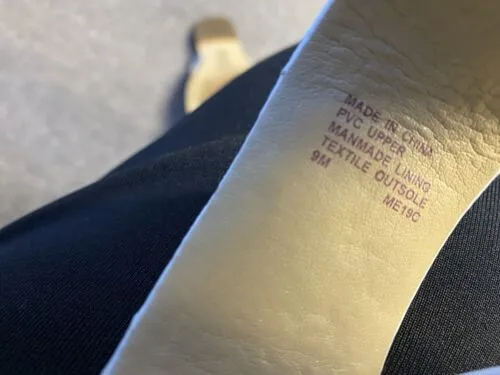 MADE IN CHINA
PVC UPPER
MANMADE LINING
TEXTILE OUTSOLE
9M
ME19C